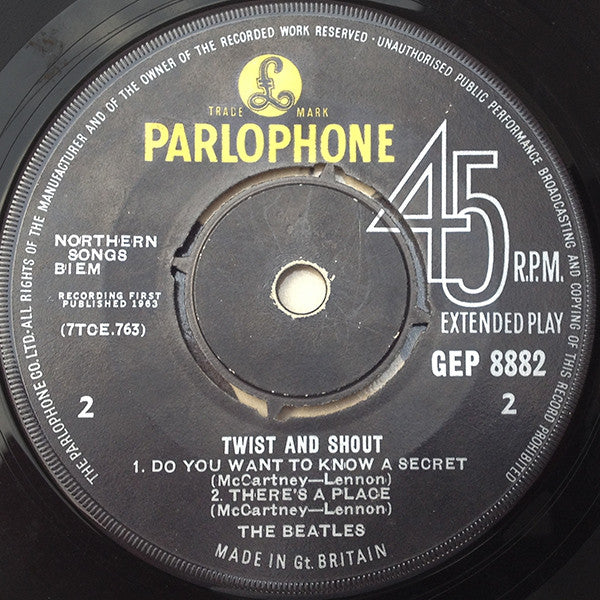 THE PARLOPHONE CO. LTD·ALL RIGHTS OF THE MANUFACTURER AND OF THE OWNER OF THE RECORDED WORK RESERVED · UNAUTHORISED PUBLIC PERFORMANCE BROADCASTING AND COPYING OF THIS RECORD PROHIBITED
£
TRADE MARK
PARLOPHONE
45
R.P.M.
EXTENDED PLAY
NORTHERN
SONGS
BIEM
RECORDING FIRST
PUBLISHED 1963
(7TCE.763)
GEP 8882
2
2
TWIST AND SHOUT
1. DO YOU WANT TO KNOW A SECRET
(McCartney—Lennon)
2. THERE'S A PLACE
(McCartney—Lennon)
THE BEATLES
MADE IN Gt. BRITAIN